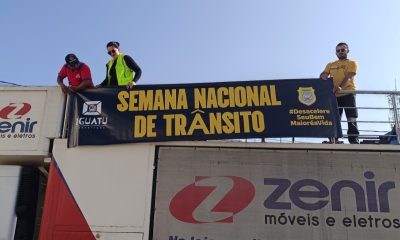 SEMANA NACIONAL
DE TRÂNSITO
IGUATU
#Desacelere
SeuBem
MaioréaVida
zenir
móveis e eletros
zenir
móveis e eletros